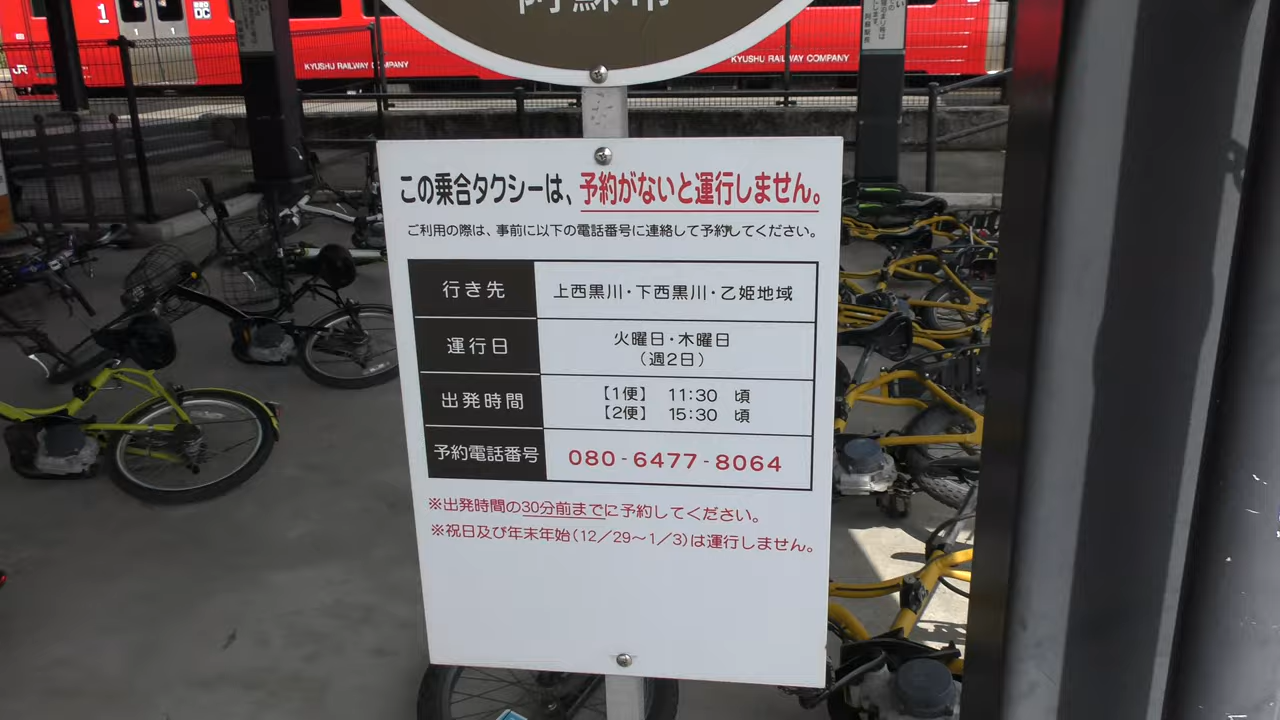 1
DC
JR
KYUSHU RAILWAY COMPANY
KYUSHU RAILWAY COMPANY
この乗合タクシーは、予約がないと運行しません。
ご利用の際は、事前に以下の電話番号に連絡して予約してください。
行き先 上西黒川・下西黒川・乙姫地域
運行日 火曜日・木曜日
(週2日)
出発時間 【1便】 11:30 頃
【2便】 15:30 頃
予約電話番号 080-6477-8064
※出発時間の30分前までに予約してください。
※祝日及び年末年始(12/29~1/3)は運行しません。